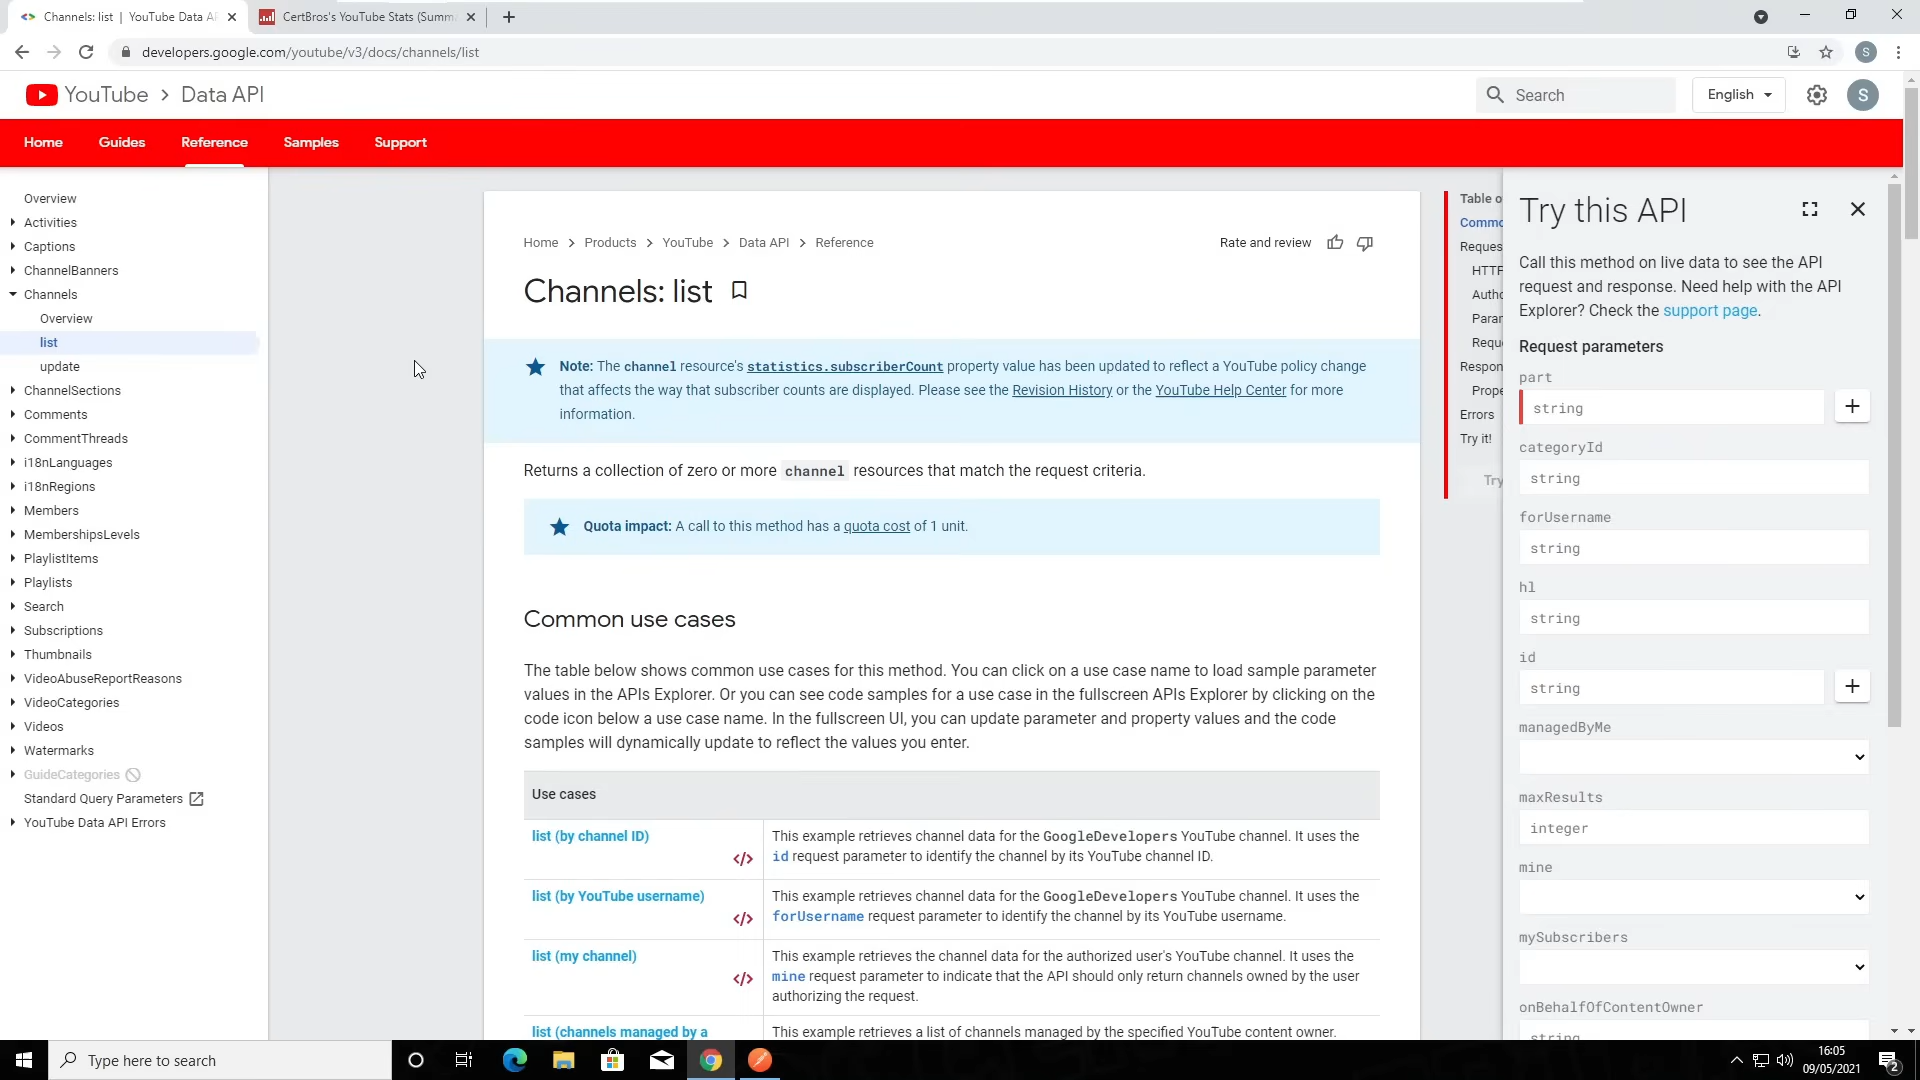 Channels: list | YouTube Data AP
CertBros's YouTube Stats (Summ
developers.google.com/youtube/v3/docs/channels/list
S
YouTube > Data API
Search
English
S
Home
Guides
Reference
Samples
Support
Overview
Activities
Captions
ChannelBanners
Channels
Overview
list
update
ChannelSections
Comments
CommentThreads
i18nLanguages
i18nRegions
Members
MembershipsLevels
PlaylistItems
Playlists
Search
Subscriptions
Thumbnails
VideoAbuseReportReasons
VideoCategories
Videos
Watermarks
GuideCategories
Standard Query Parameters
YouTube Data API Errors
Home > Products > YouTube > Data API > Reference
Rate and review
Channels: list
Note: The channel resource's statistics.subscriberCount property value has been updated to reflect a YouTube policy change
that affects the way that subscriber counts are displayed. Please see the Revision History or the YouTube Help Center for more
information.
Returns a collection of zero or more channel resources that match the request criteria.
Quota impact: A call to this method has a quota cost of 1 unit.
Common use cases
The table below shows common use cases for this method. You can click on a use case name to load sample parameter
values in the APIs Explorer. Or you can see code samples for a use case in the fullscreen APIs Explorer by clicking on the
code icon below a use case name. In the fullscreen UI, you can update parameter and property values and the code
samples will dynamically update to reflect the values you enter.
Use cases
list (by channel ID)
</>
This example retrieves channel data for the GoogleDevelopers YouTube channel. It uses the
id request parameter to identify the channel by its YouTube channel ID.
list (by YouTube username)
</>
This example retrieves channel data for the GoogleDevelopers YouTube channel. It uses the
forUsername request parameter to identify the channel by its YouTube username.
list (my channel)
</>
This example retrieves the channel data for the authorized user's YouTube channel. It uses the
mine request parameter to indicate that the API should only return channels owned by the user
authorizing the request.
list (channels managed by a
This example retrieves a list of channels managed by the specified YouTube content owner.
Table o
Commo
Reques
HTTF
Autho
Parar
Requ
Respon
Prope
Errors
Try it!
Try
Try this API
Call this method on live data to see the API
request and response. Need help with the API
Explorer? Check the support page.
Request parameters
part
string
categoryId
string
forUsername
string
hl
string
id
string
managedByMe
maxResults
integer
mine
mySubscribers
onBehalfOfContentOwner
string
Type here to search
16:05
09/05/2021
2